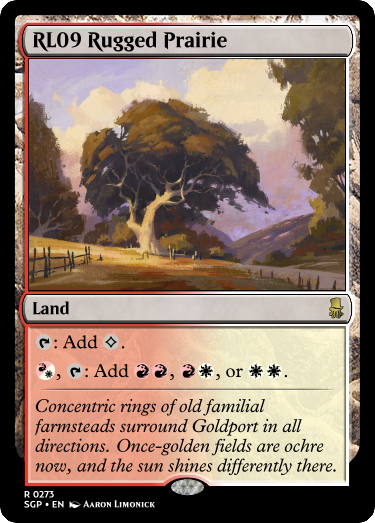 RL09 Rugged Prairie
Land
: Add .
, : Add , , or .
Concentric rings of old familial
farmsteads surround Goldport in all
directions. Once-golden fields are ochre
now, and the sun shines differently there.
R 0273
SGP • EN Aaron Limonick